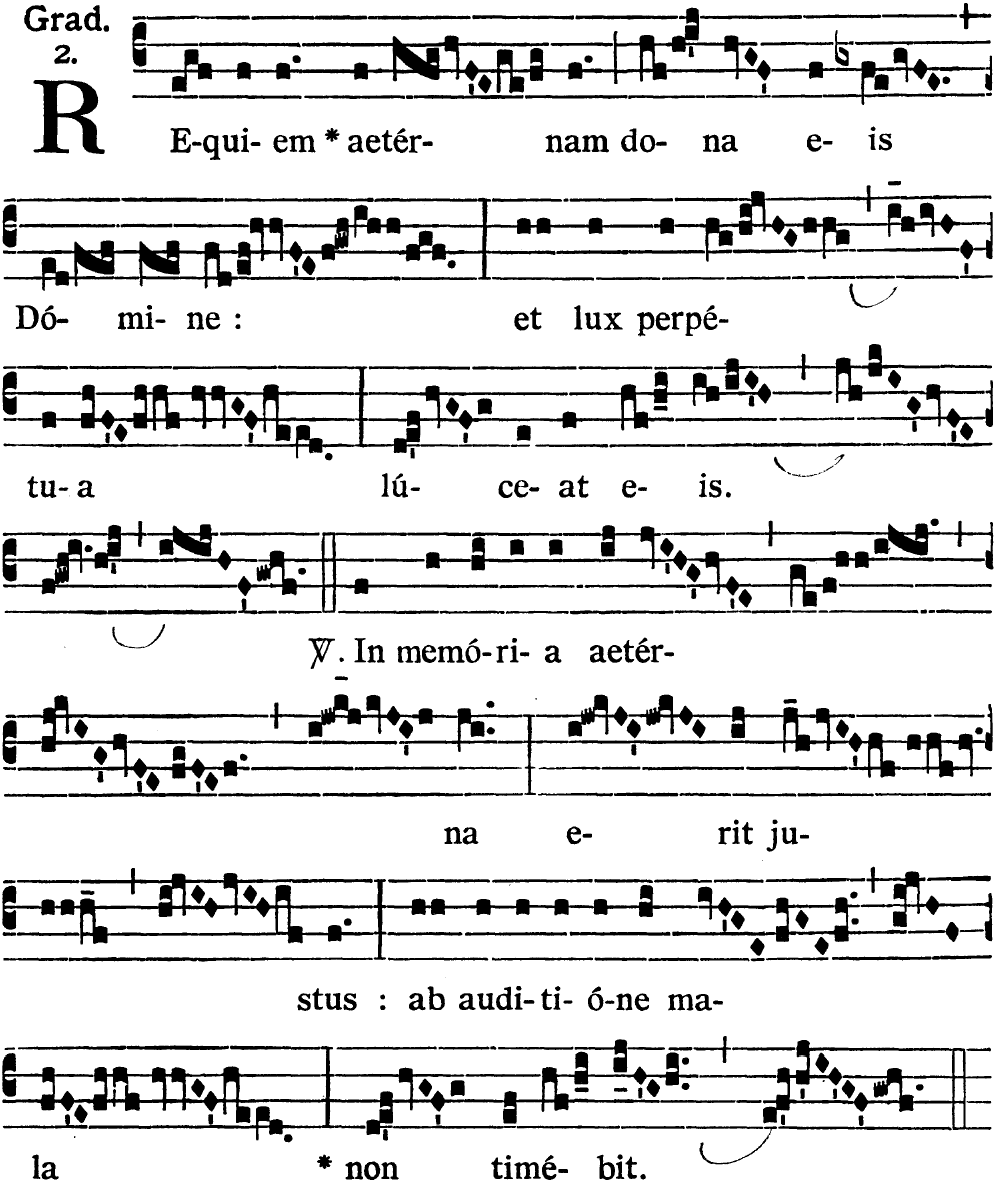 Grad.
2.
RE-qui- em * aetér- nam do- na e- is
Dó- mi- ne : et lux perpé-
tu- a lú- ce- at e- is.
℣. In memó-ri- a aetér-
na e- rit ju-
stus : ab audi-ti- ó-ne ma-
la * non timé- bit.